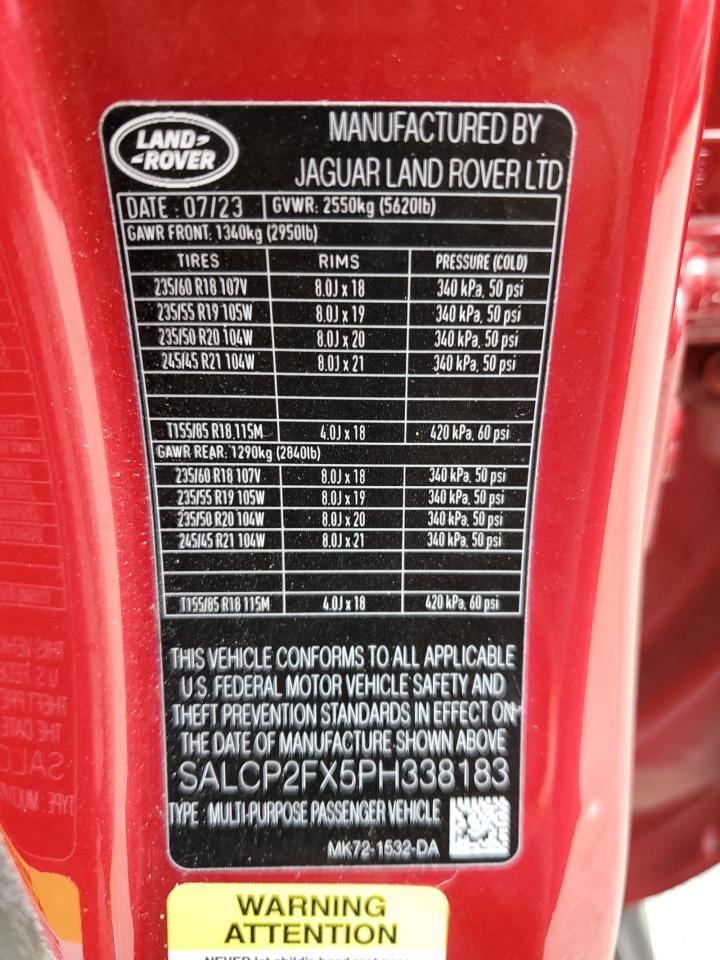 LAND-
-ROVER
MANUFACTURED BY
JAGUAR LAND ROVER LTD
DATE : 07/23 GVWR: 2550kg (5620lb)
GAWR FRONT: 1340kg (2950lb)
TIRES RIMS PRESSURE (COLD)
235/60 R18 107V 8.0J x 18 340 kPa, 50 psi
235/55 R19 105W 8.0J x 19 340 kPa, 50 psi
235/50 R20 104W 8.0J x 20 340 kPa, 50 psi
245/45 R21 104W 8.0J x 21 340 kPa, 50 psi
T155/85 R18 115M 4.0J x 18 420 kPa, 60 psi
GAWR REAR: 1290kg (2840lb)
235/60 R18 107V 8.0J x 18 340 kPa, 50 psi
235/55 R19 105W 8.0J x 19 340 kPa, 50 psi
235/50 R20 104W 8.0J x 20 340 kPa, 50 psi
245/45 R21 104W 8.0J x 21 340 kPa, 50 psi
T155/85 R18 115M 4.0J x 18 420 kPa, 60 psi
THIS VEHICLE CONFORMS TO ALL APPLICABLE
U.S. FEDERAL MOTOR VEHICLE SAFETY AND
THEFT PREVENTION STANDARDS IN EFFECT ON
THE DATE OF MANUFACTURE SHOWN ABOVE
SALCP2FX5PH338183
TYPE : MULTI-PURPOSE PASSENGER VEHICLE
MK72-1532-DA
WARNING
ATTENTION